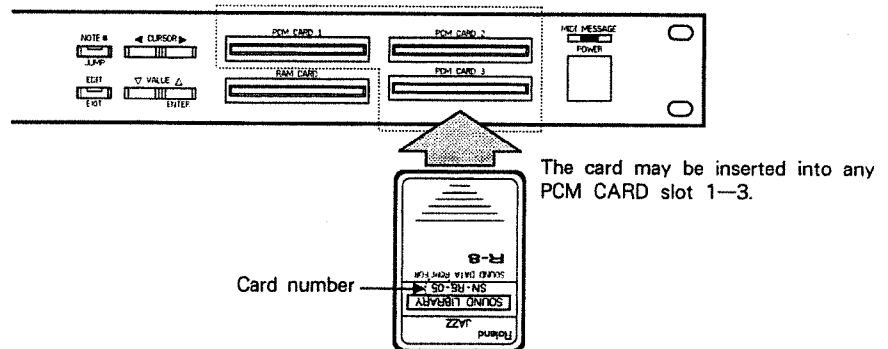 PCM CARD 1
PCM CARD 2
MIDI MESSAGE
NOTE #
◀ CURSOR ▶
POWER
JUMP
RAM CARD
PCM CARD 3
EDIT
▽ VALUE △
EXIT
ENTER
The card may be inserted into any
PCM CARD slot 1—3.
R-8
SOUND DATA ROM FOR
Card number
SN-R8-05
SOUND LIBRARY
JAZZ
Roland